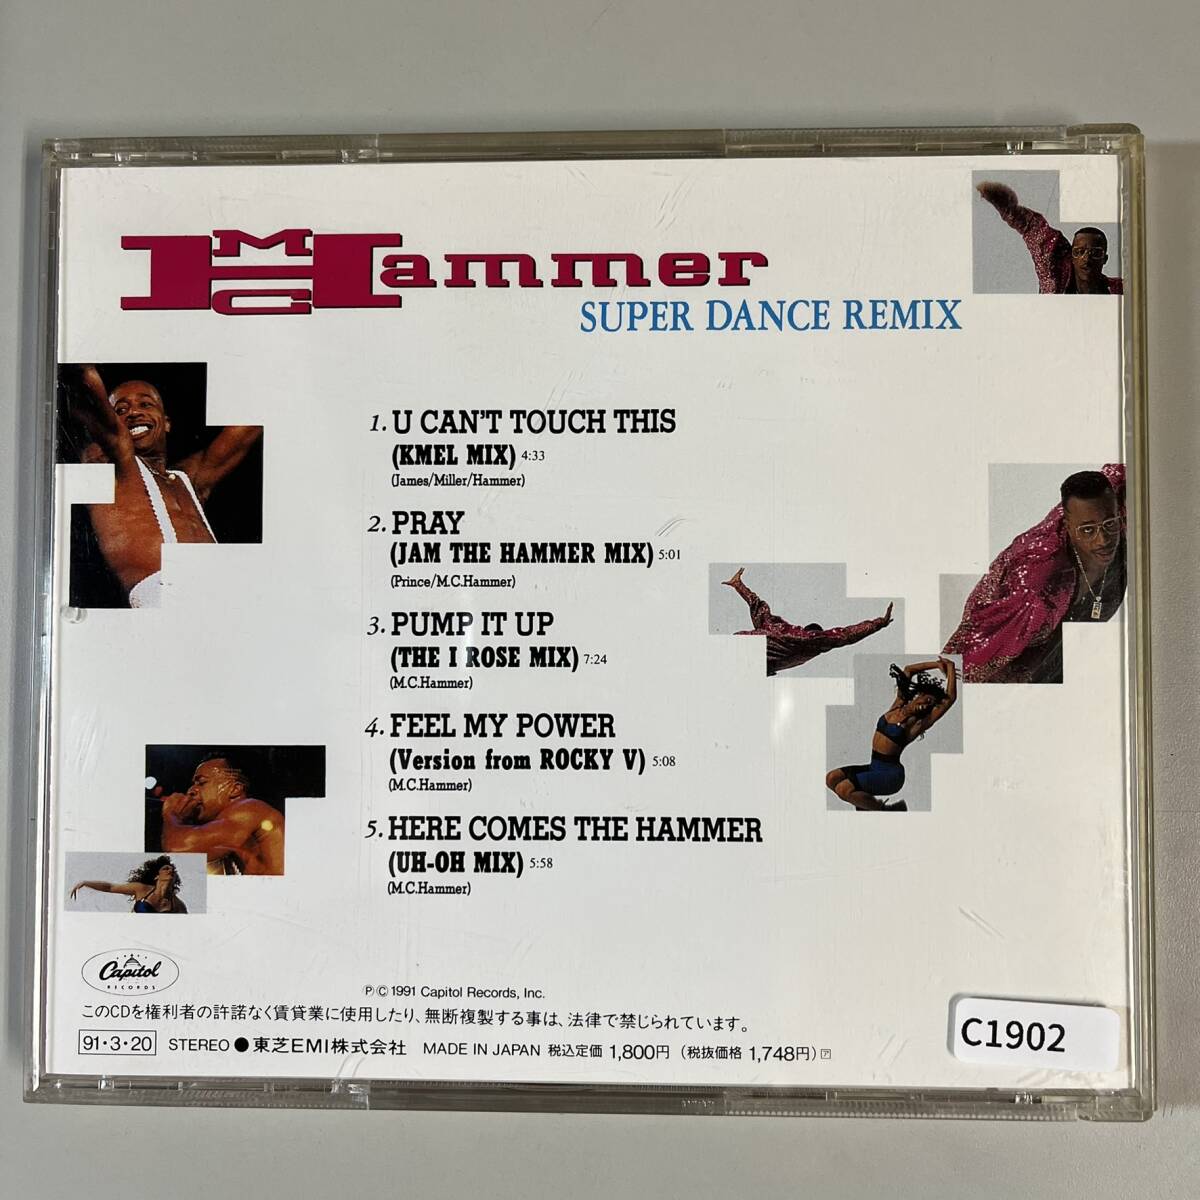 MC Hammer
SUPER DANCE REMIX
1. U CAN'T TOUCH THIS
(KMEL MIX) 4:33
(James/Miller/Hammer)
2. PRAY
(JAM THE HAMMER MIX) 5:01
(Prince/M.C.Hammer)
3. PUMP IT UP
(THE I ROSE MIX) 7:24
(M.C.Hammer)
4. FEEL MY POWER
(Version from ROCKY V) 5:08
(M.C.Hammer)
5. HERE COMES THE HAMMER
(UH-OH MIX) 5:58
(M.C.Hammer)
Capitol
RECORDS
Ⓟ©1991 Capitol Records, Inc.
このCDを権利者の許諾なく賃貸業に使用したり、無断複製する事は、法律で禁じられています。
91・3・20 STEREO ●東芝EMI株式会社 MADE IN JAPAN 税込定価 1,800円 (税抜価格 1,748円) ア
C1902